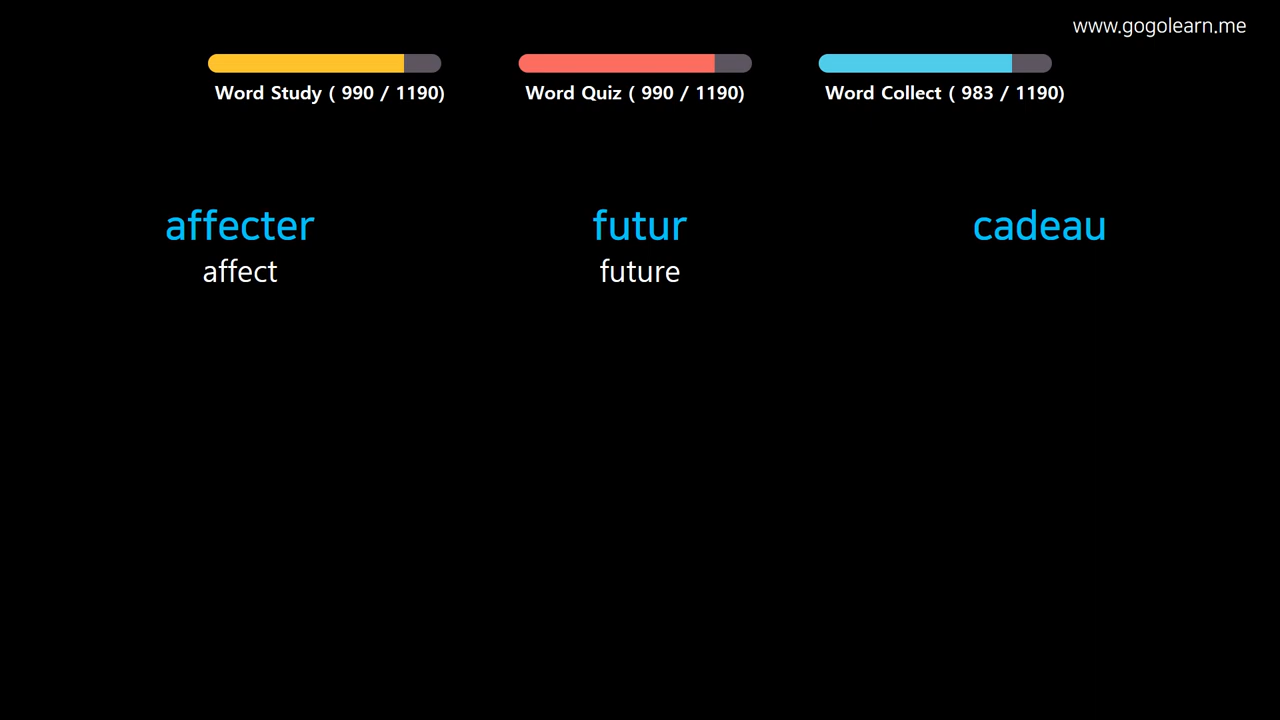 www.gogolearn.me
Word Study ( 990 / 1190)
Word Quiz ( 990 / 1190)
Word Collect ( 983 / 1190)
affecter
affect
futur
future
cadeau